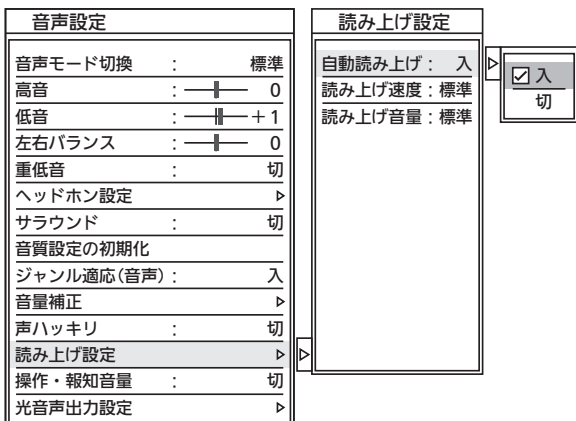 音声設定
音声モード切換 : 標準
高音 : 0
低音 : +1
左右バランス : 0
重低音 : 切
ヘッドホン設定 ▷
サラウンド : 切
音質設定の初期化
ジャンル適応(音声) : 入
音量補正 ▷
声ハッキリ : 切
読み上げ設定 ▷
操作・報知音量 : 切
光音声出力設定 ▷
読み上げ設定
自動読み上げ : 入
読み上げ速度 : 標準
読み上げ音量 : 標準
入
切